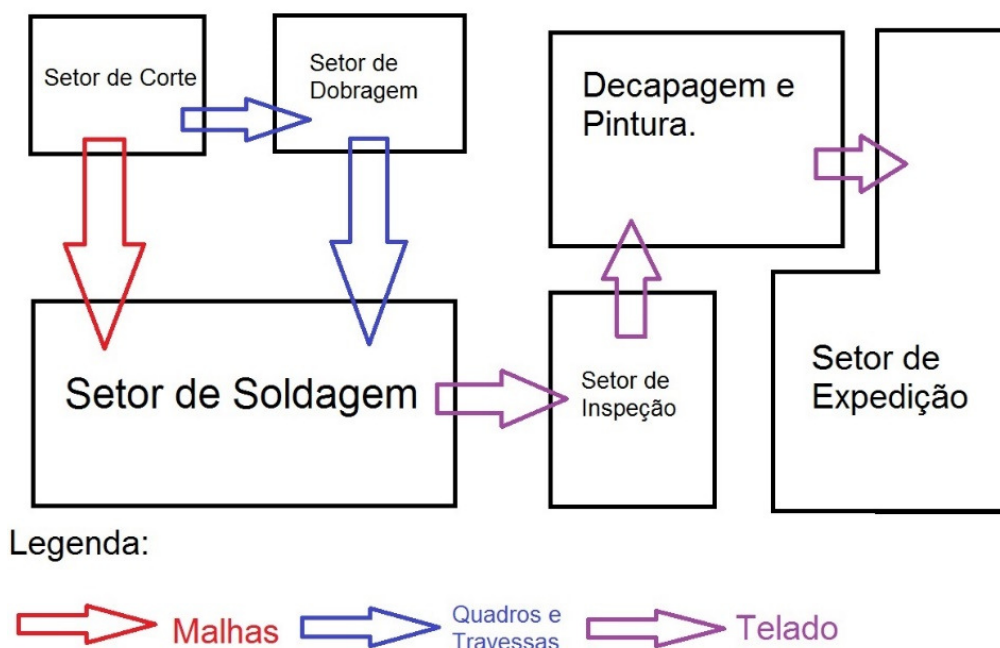 Setor de Corte
Setor de
Dobragem
Decapagem e
Pintura.
Setor de Soldagem
Setor de
Inspeção
Setor de
Expedição
Legenda:
Malhas
Quadros e
Travessas
Telado